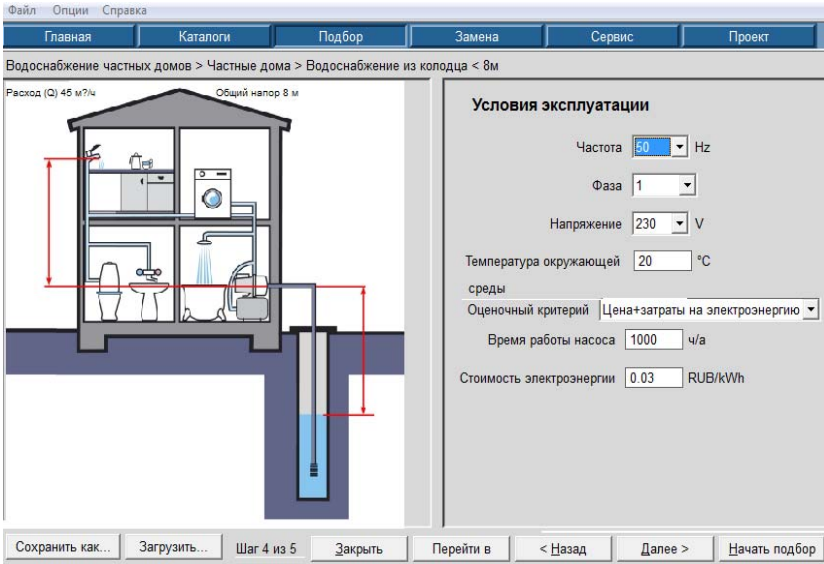 Файл Опции Справка
Главная Каталоги Подбор Замена Сервис Проект
Водоснабжение частных домов > Частные дома > Водоснабжение из колодца < 8м
Расход (Q) 45 м?/ч Общий напор 8 м
Условия эксплуатации
Частота 50 Hz
Фаза 1
Напряжение 230 V
Температура окружающей 20 °C
среды
Оценочный критерий Цена+затраты на электроэнергию
Время работы насоса 1000 ч/а
Стоимость электроэнергии 0.03 RUB/kWh
Сохранить как... Загрузить... Шаг 4 из 5 Закрыть Перейти в < Назад Далее > Начать подбор